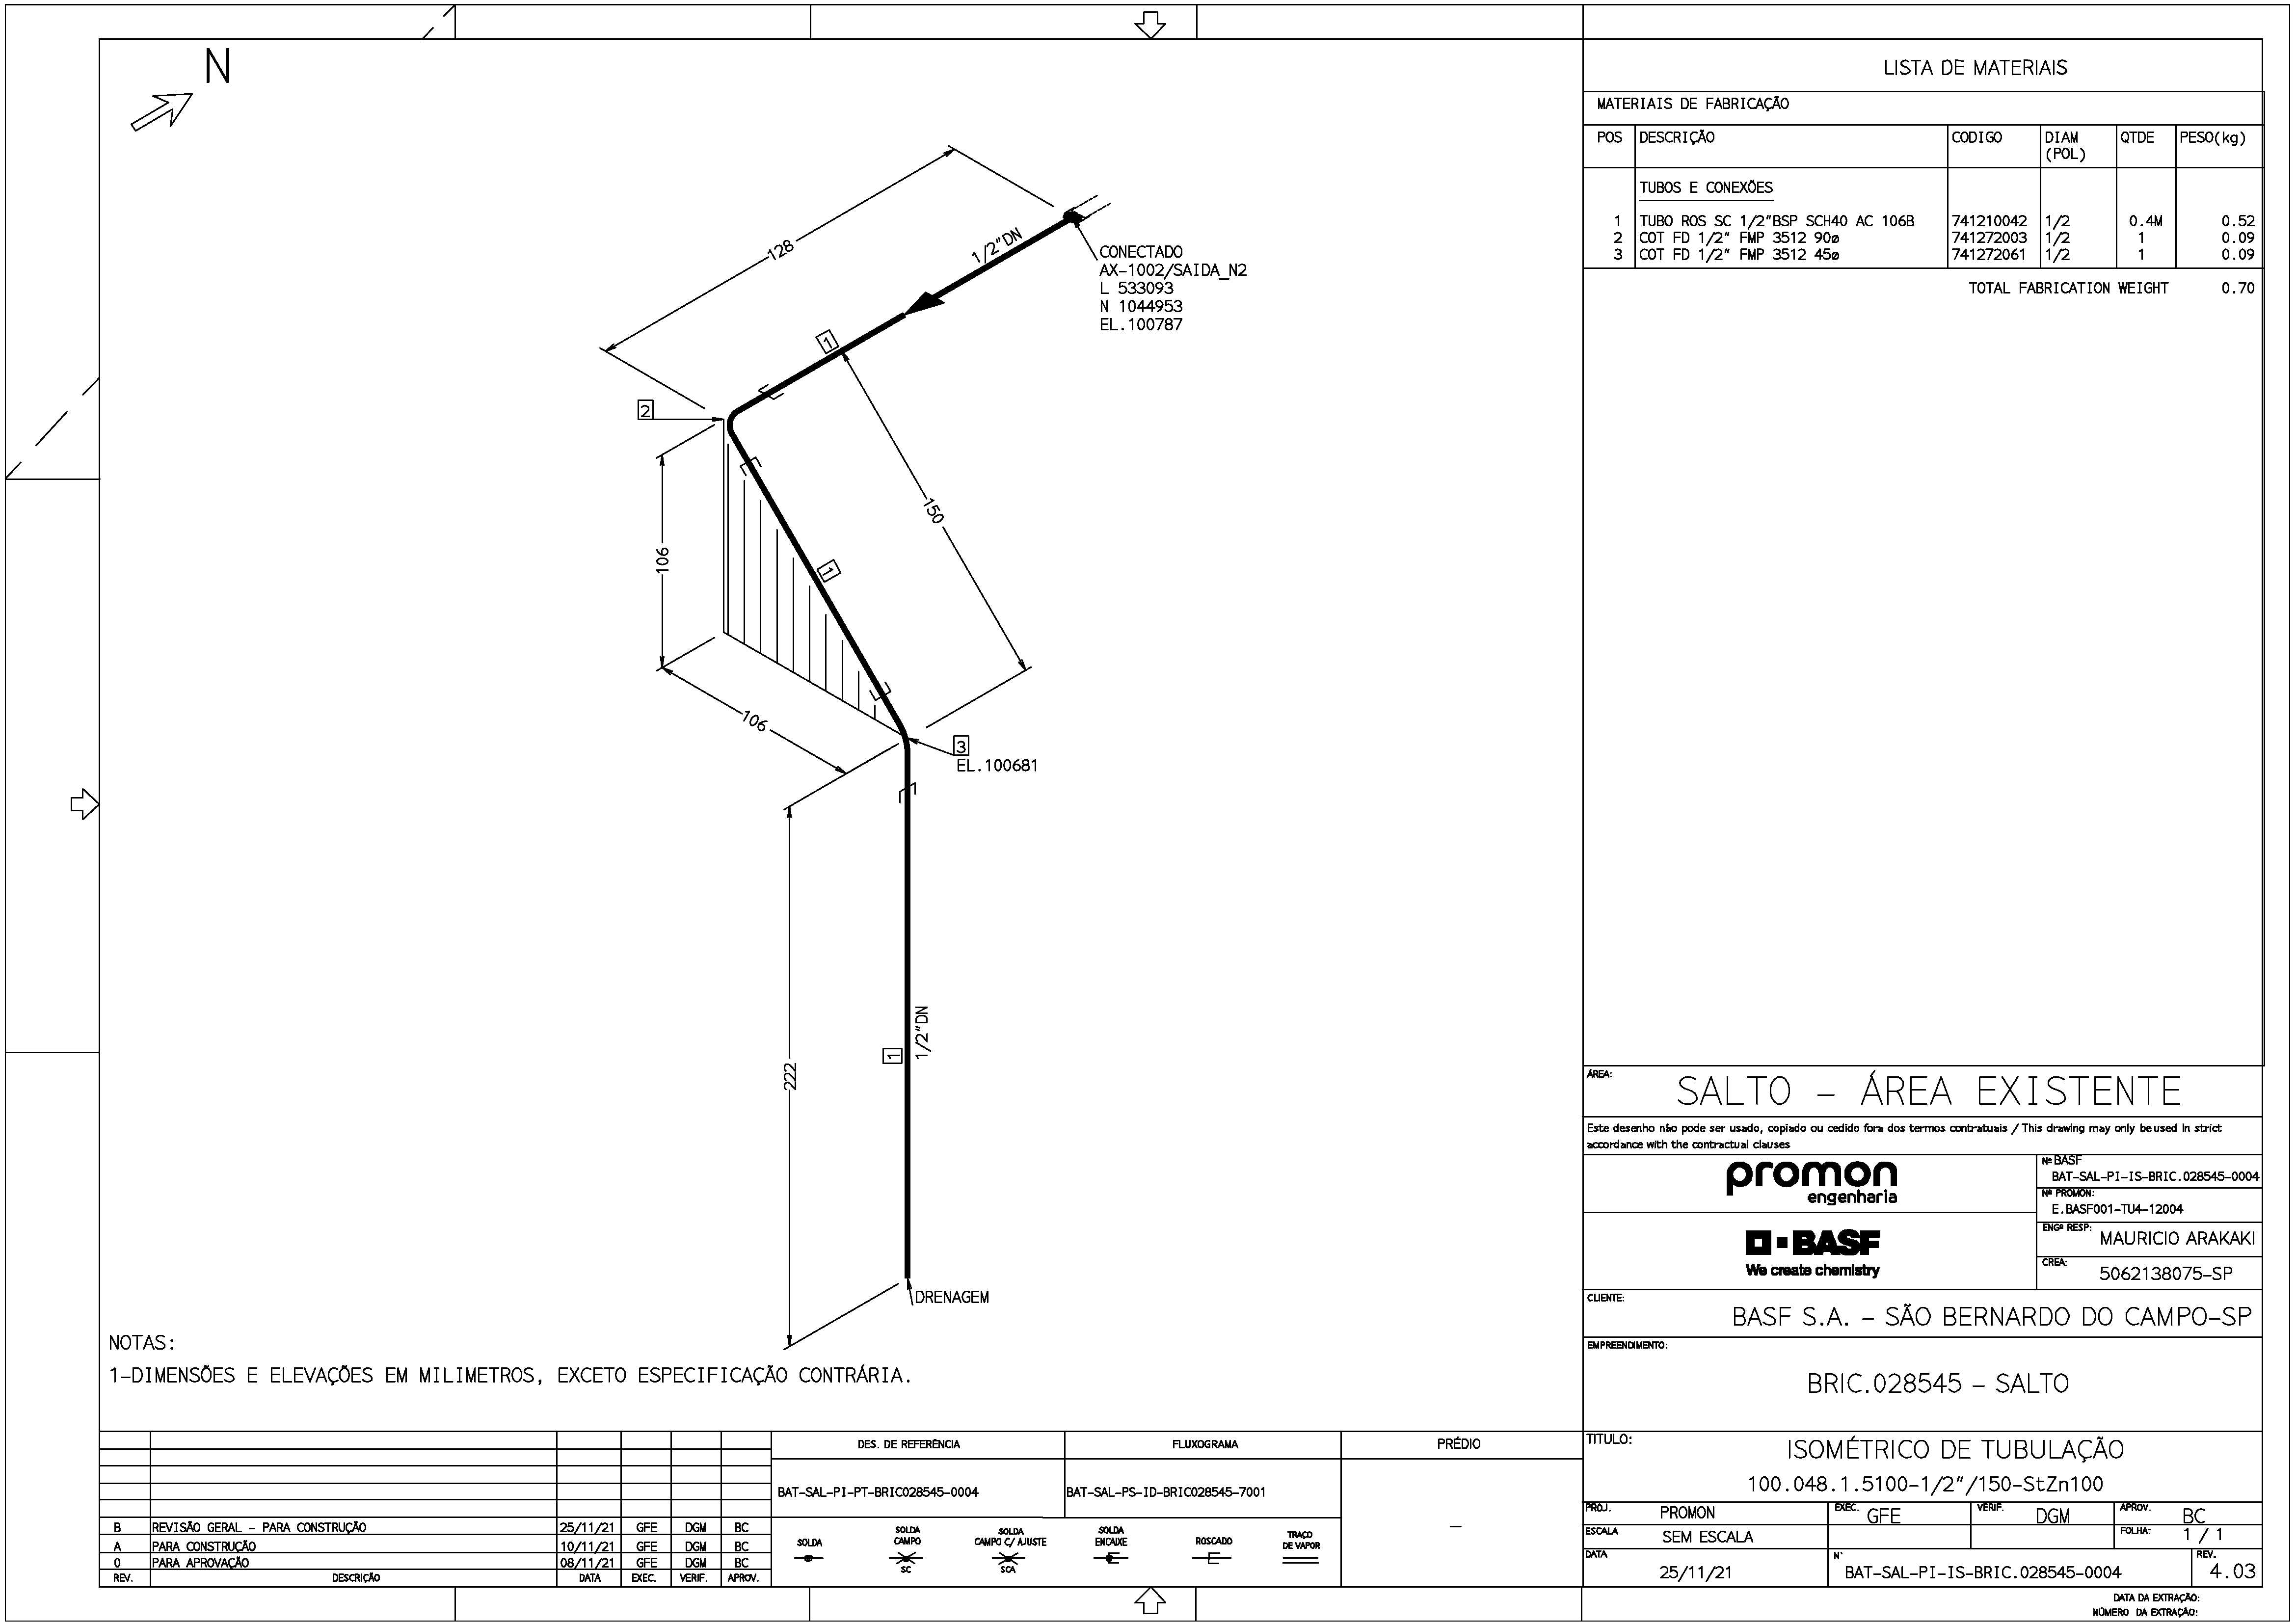 N
128
1/2"DN
CONECTADO
AX-1002/SAIDA_N2
L 533093
N 1044953
EL.100787
1
2
150
106
1
106
3
EL.100681
1/2"DN
1
222
DRENAGEM
NOTAS:
1-DIMENSÕES E ELEVAÇÕES EM MILIMETROS, EXCETO ESPECIFICAÇÃO CONTRÁRIA.
LISTA DE MATERIAIS
MATERIAIS DE FABRICAÇÃO
POS DESCRIÇÃO CODIGO DIAM (POL) QTDE PESO(kg)
TUBOS E CONEXÕES
1 TUBO ROS SC 1/2"BSP SCH40 AC 106B 741210042 1/2 0.4M 0.52
2 COT FD 1/2" FMP 3512 90ø 741272003 1/2 1 0.09
3 COT FD 1/2" FMP 3512 45ø 741272061 1/2 1 0.09
TOTAL FABRICATION WEIGHT 0.70
ÁREA:
SALTO - ÁREA EXISTENTE
Este desenho não pode ser usado, copiado ou cedido fora dos termos contratuais / This drawing may only be used in strict
accordance with the contractual clauses
promon
engenharia
Nº BASF
BAT-SAL-PI-IS-BRIC.028545-0004
Nº PROMON:
E.BASF001-TU4-12004
BASF
We create chemistry
ENGº RESP:
MAURICIO ARAKAKI
CREA:
5062138075-SP
CLIENTE:
BASF S.A. - SÃO BERNARDO DO CAMPO-SP
EMPREENDIMENTO:
BRIC.028545 - SALTO
TITULO:
ISOMÉTRICO DE TUBULAÇÃO
100.048.1.5100-1/2"/150-StZn100
PROJ. PROMON EXEC. GFE VERIF. DGM APROV. BC
ESCALA SEM ESCALA FOLHA: 1 / 1
DATA 25/11/21 N° BAT-SAL-PI-IS-BRIC.028545-0004 REV. 4.03
DATA DA EXTRAÇÃO:
NÚMERO DA EXTRAÇÃO:
DES. DE REFERÊNCIA FLUXOGRAMA PRÉDIO
BAT-SAL-PI-PT-BRIC028545-0004 BAT-SAL-PS-ID-BRIC028545-7001 -
B REVISÃO GERAL - PARA CONSTRUÇÃO 25/11/21 GFE DGM BC
A PARA CONSTRUÇÃO 10/11/21 GFE DGM BC
0 PARA APROVAÇÃO 08/11/21 GFE DGM BC
REV. DESCRIÇÃO DATA EXEC. VERIF. APROV.
SOLDA
SOLDA CAMPO
SC
SOLDA CAMPO C/ AJUSTE
SCA
SOLDA ENCAIXE
ROSCADO
TRAÇO DE VAPOR